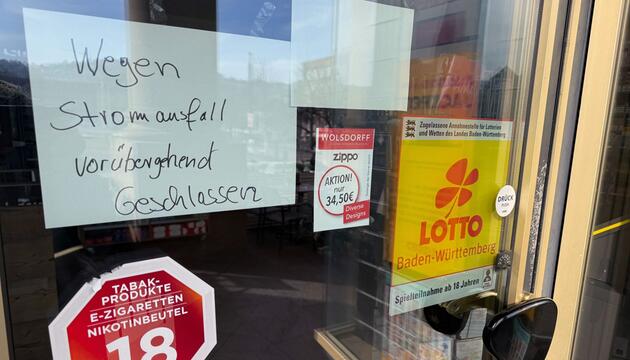 Wegen
Stromausfall
vorübergehend
Geschlossen
WOLSDORFF
zippo
AKTION!
nur
34,50€
Diverse
Designs
Zugelassene Annahmestelle für Lotterien
und Wetten des Landes Baden-Württemberg
LOTTO
Baden-Württemberg
Spielteilnahme ab 18 Jahren
DRÜCK
TABAK-
PRODUKTE
E-ZIGARETTEN
NIKOTINBEUTEL
18